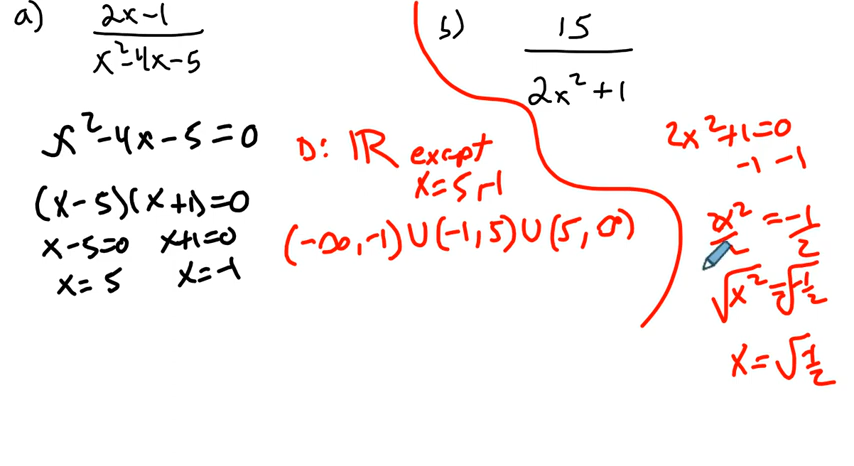 a) (2x-1)/(x²-4x-5)
x²-4x-5=0
(x-5)(x+1)=0
x-5=0 x+1=0
x=5 x=-1
D: ℝ except
x=5,-1
(-∞,-1)∪(-1,5)∪(5,∞)
b) 15/(2x²+1)
2x²+1=0
-1 -1
2x²/2 = -1/2
√x² = √-1/2
x=√-1/2